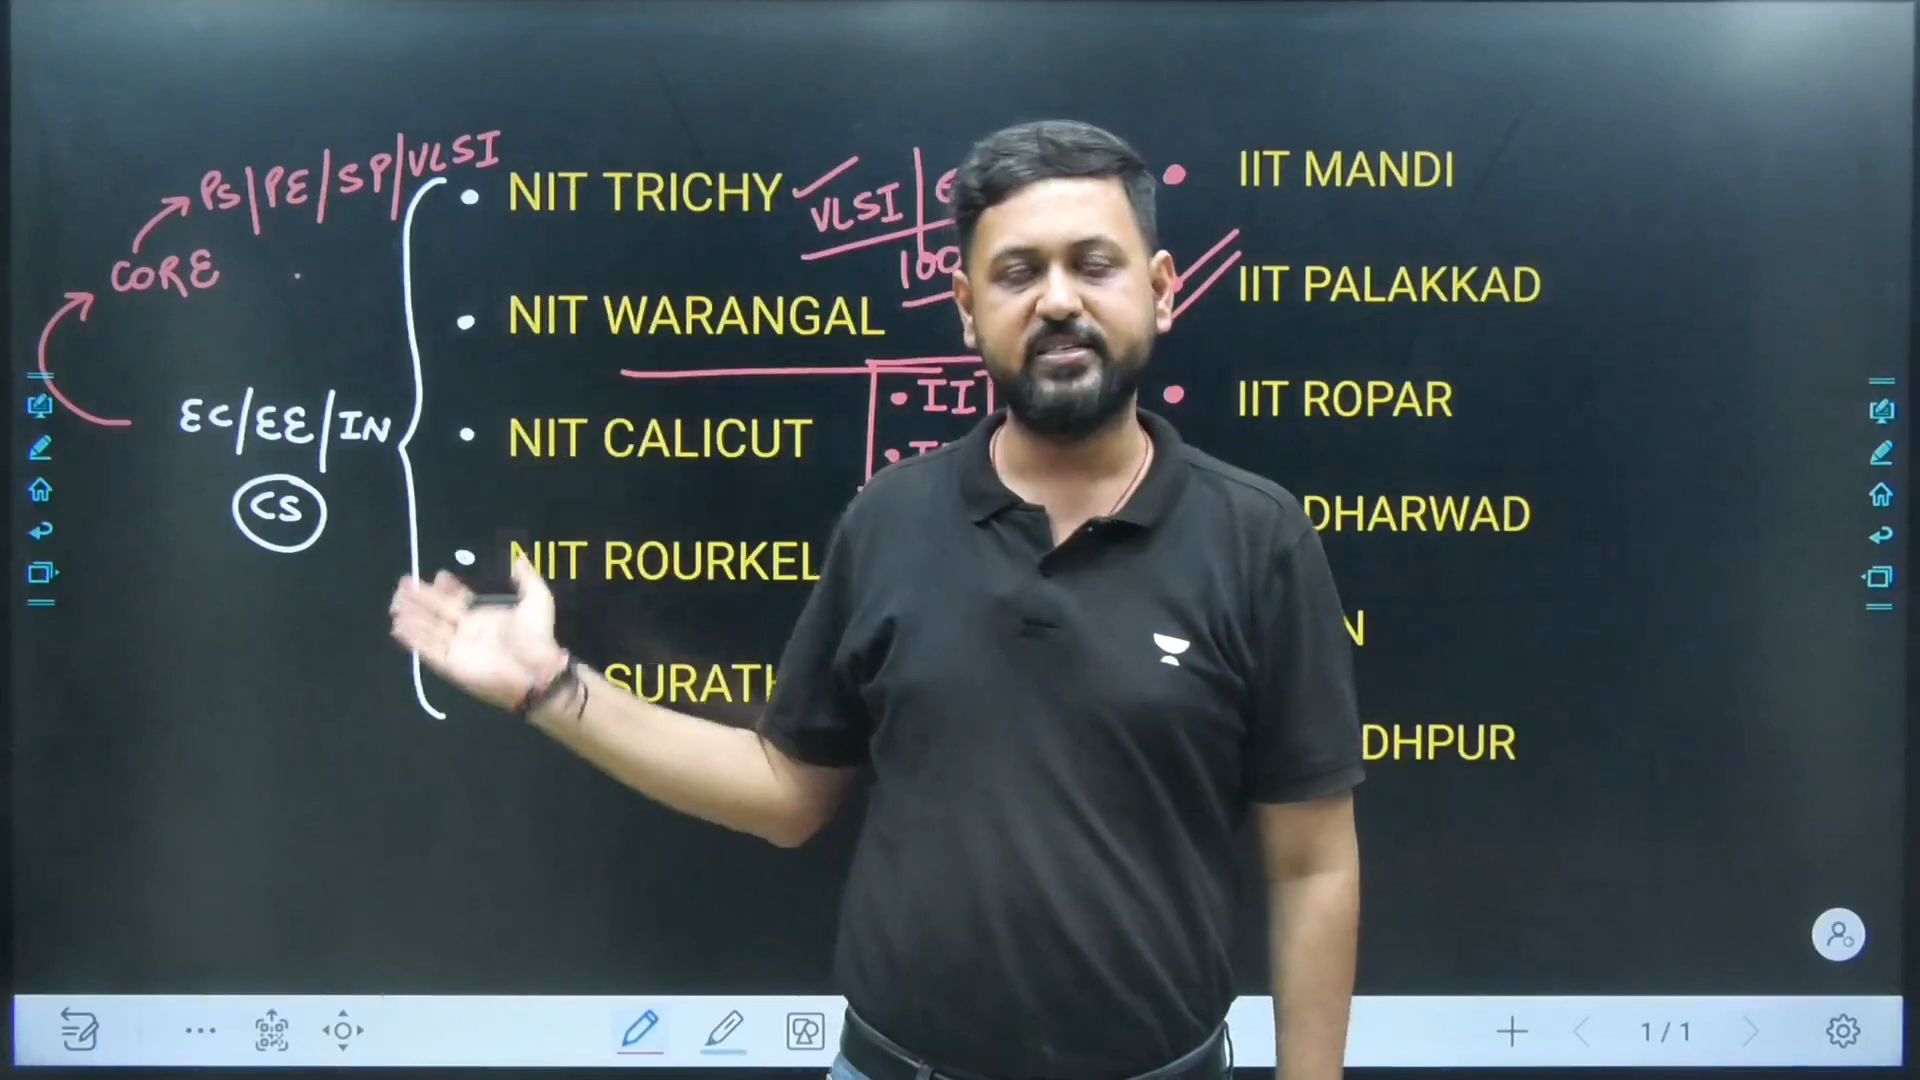 PS/PE/SP/VLSI
CORE
EC/EE/IN
CS
NIT TRICHY
VLSI
NIT WARANGAL
NIT CALICUT
NIT ROURKEL
SURATH
IIT MANDI
IIT PALAKKAD
IIT ROPAR
DHARWAD
N
DHPUR
1/1